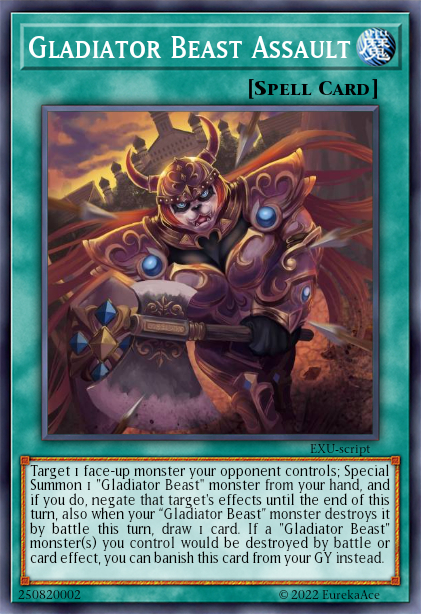 Gladiator Beast Assault
魔
[Spell Card]
EXU-script
Target 1 face-up monster your opponent controls; Special
Summon 1 "Gladiator Beast" monster from your hand, and
if you do, negate that target's effects until the end of this
turn, also when your “Gladiator Beast" monster destroys it
by battle this turn, draw 1 card. If a "Gladiator Beast"
monster(s) you control would be destroyed by battle or
card effect, you can banish this card from your GY instead.
250820002
© 2022 EurekaAce